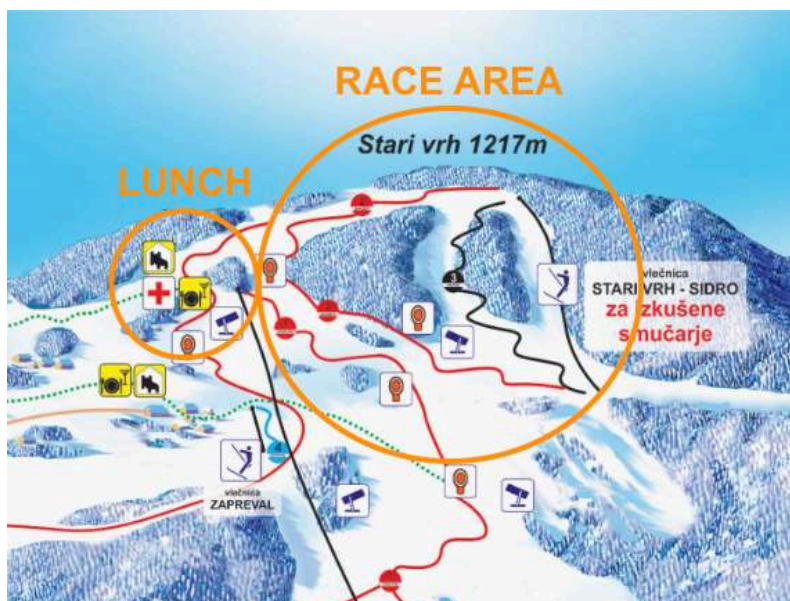 RACE AREA
Stari vrh 1217m
LUNCH
vlečnica
STARI VRH - SIDRO
za izkušene
smučarje
3
vlečnica
ZAPREVAL